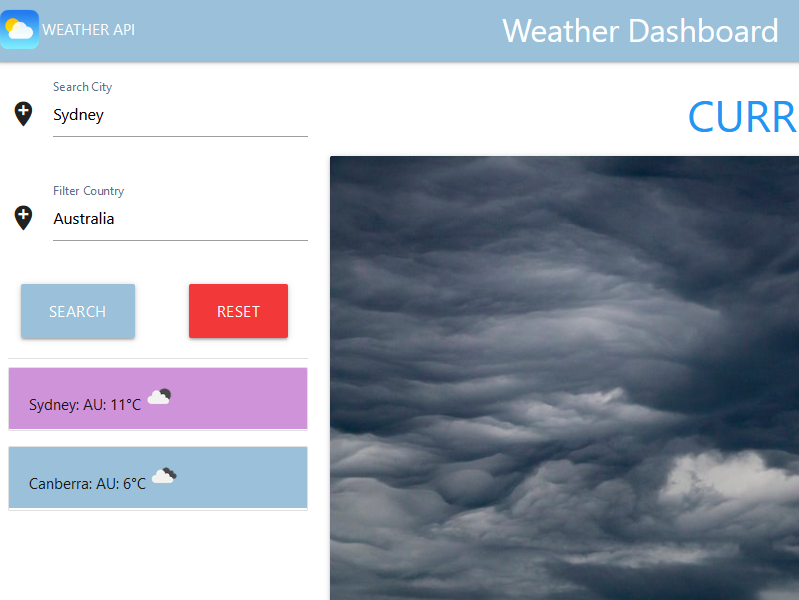 WEATHER API
Weather Dashboard
Search City
Sydney
CURR
Filter Country
Australia
SEARCH
RESET
Sydney: AU: 11°C
Canberra: AU: 6°C